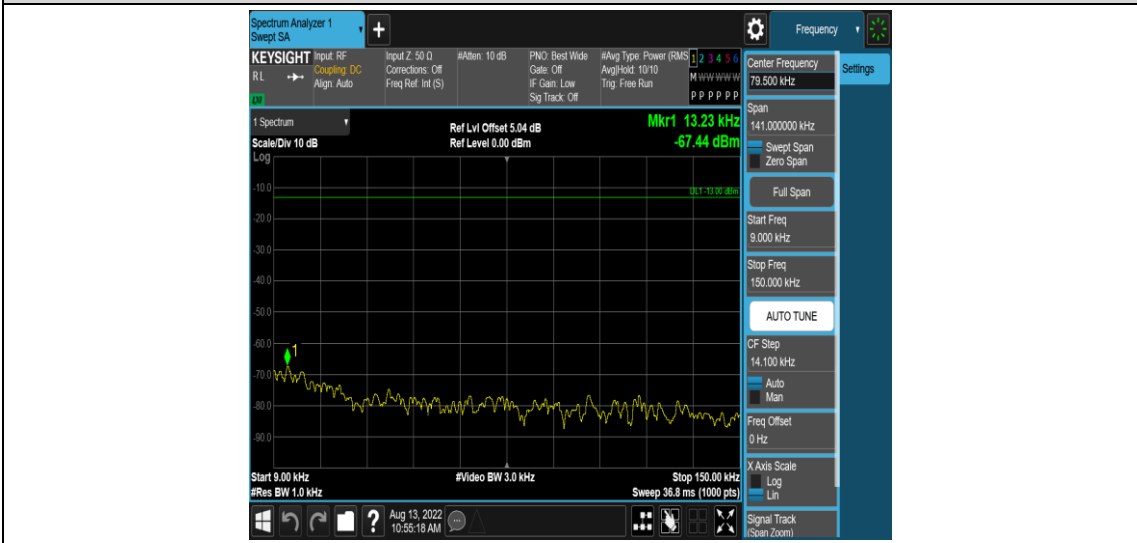 Spectrum Analyzer 1
Swept SA
+
Frequency
KEYSIGHT
RL
LXI
Input: RF
Coupling: DC
Align: Auto
Input Z: 50 Ω
Corrections: Off
Freq Ref: Int (S)
#Atten: 10 dB
PNO: Best Wide
Gate: Off
IF Gain: Low
Sig Track: Off
#Avg Type: Power (RMS
Avg|Hold: 10/10
Trig: Free Run
1 2 3 4 5 6
M W W W W W
P P P P P P
1 Spectrum
Scale/Div 10 dB
Log
Ref Lvl Offset 5.04 dB
Ref Level 0.00 dBm
Mkr1 13.23 kHz
-67.44 dBm
DL1 -13.00 dBm
-10.0
-20.0
-30.0
-40.0
-50.0
-60.0
1
-70.0
-80.0
-90.0
Start 9.00 kHz
#Res BW 1.0 kHz
#Video BW 3.0 kHz
Stop 150.00 kHz
Sweep 36.8 ms (1000 pts)
?
Aug 13, 2022
10:55:18 AM
Center Frequency
79.500 kHz
Settings
Span
141.000000 kHz
Swept Span
Zero Span
Full Span
Start Freq
9.000 kHz
Stop Freq
150.000 kHz
AUTO TUNE
CF Step
14.100 kHz
Auto
Man
Freq Offset
0 Hz
X Axis Scale
Log
Lin
Signal Track
(Span Zoom)